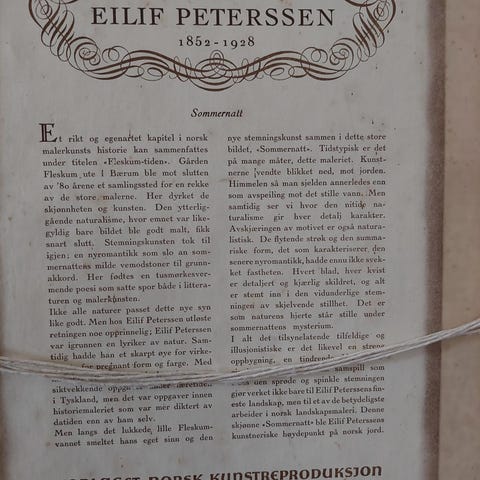 EILIF PETERSSEN
1852-1928
Sommernatt
Et rikt og egenartet kapitel i norsk
malerkunsts historie kan sammenfattes
under titelen «Fleskum-tiden». Gården
Fleskum ute i Bærum ble mot slutten
av '80 årene et samlingssted for en rekke
av de store malerne. Her dyrket de
skjønnheten og kunsten. Den ytterlig-
gående naturalisme, hvor emnet var like-
gyldig bare bildet ble godt malt, fikk
snart slutt. Stemningskunsten tok til
igjen; en nyromantikk som slo an som-
mernattens milde vemodstoner til grunn-
akkord. Her fødtes en tusmørkesver-
mende poesi som satte spor både i littera-
turen og malerkunsten.
Ikke alle naturer passet dette nye syn
like godt. Men hos Eilif Peterssen utløste
retningen noe opprinnelig; Eilif Peterssen
var igrunnen en lyriker av natur. Sam-
tidig hadde han et skarpt øye for virke-
for pregnant form og farge. Med
siktvekkende oppgaver
i Tyskland, men det var oppgaver innen
historiemaleriet som var mer diktert av
datiden enn av ham selv.
Men langs det lukkede, lille Fleskum-
vannet smeltet hans eget sinn og den
nye stemningskunst sammen i dette store
bildet, «Sommernatt». Tidstypisk er det
på mange måter, dette maleriet. Kunst-
nerne vendte blikket ned, mot jorden.
Himmelen så man sjelden annerledes enn
som avspeiling mot det stille vann. Men
samtidig ser vi hvor den nitide na-
turalisme gir hver detalj karakter.
Avskjæringen av motivet er også natura-
listisk. De flytende strøk og den summa-
riske form, det som karakteriserer den
senere nyromantikk, hadde ennu ikke svek-
ket fastheten. Hvert blad, hver kvist
er detaljert og kjærlig skildret, og alt
er stemt inn i den vidunderlige stem-
ningen av skjelvende stillhet. Det er
som naturens hjerte står stille under
sommernattens mysterium.
I alt det tilsynelatende tilfeldige og
illusjonistiske er det likevel en streng
oppbygning, en tindrende
samspill som
den sprøde og spinkle stemningen
gjør verket ikke bare til Eilif Peterssens fin-
este landskap, men til et av de betydeligste
arbeider i norsk landskapsmaleri. Denne
skjønne «Sommernatt» ble Eilif Peterssens
kunstneriske høydepunkt på norsk jord.
NORSK KUNSTREPRODUKSJON